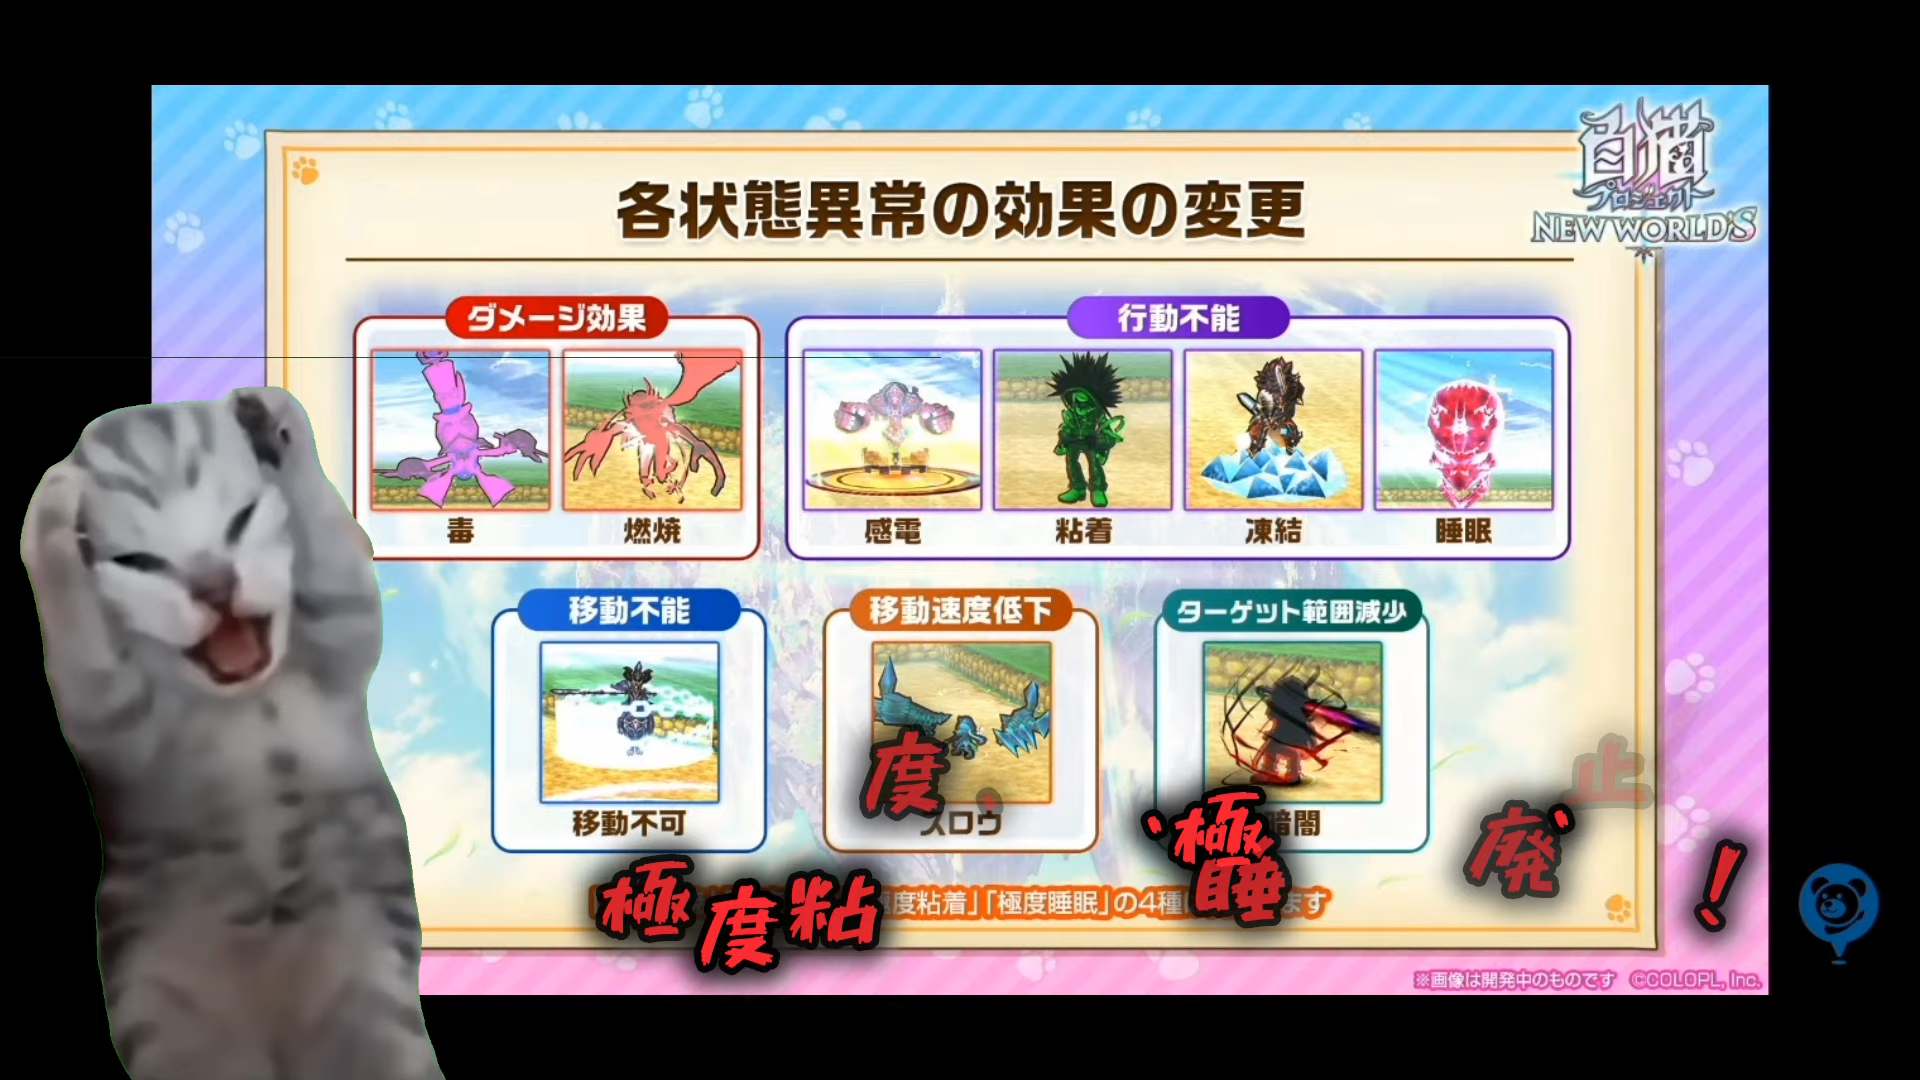 白猫
プロジェクト
NEW WORLD'S
各状態異常の効果の変更
ダメージ効果
行動不能
毒
燃焼
感電
粘着
凍結
睡眠
移動不能
移動速度低下
ターゲット範囲減少
移動不可
スロウ
暗闇
度粘着」「極度睡眠」の4種
ます
極度粘
度、
極
睡
廃止
!
※画像は開発中のものです ©COLOPL, Inc.